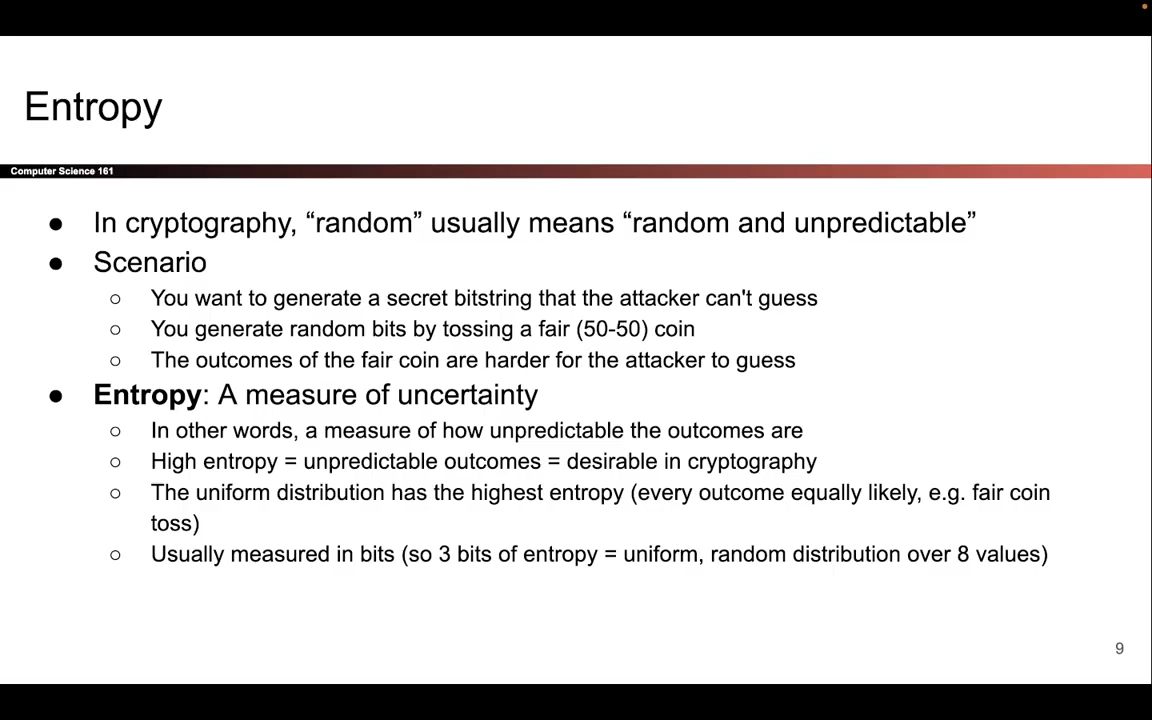 Entropy
Computer Science 161
● In cryptography, “random” usually means “random and unpredictable”
● Scenario
○ You want to generate a secret bitstring that the attacker can't guess
○ You generate random bits by tossing a fair (50-50) coin
○ The outcomes of the fair coin are harder for the attacker to guess
● Entropy: A measure of uncertainty
○ In other words, a measure of how unpredictable the outcomes are
○ High entropy = unpredictable outcomes = desirable in cryptography
○ The uniform distribution has the highest entropy (every outcome equally likely, e.g. fair coin
toss)
○ Usually measured in bits (so 3 bits of entropy = uniform, random distribution over 8 values)
9